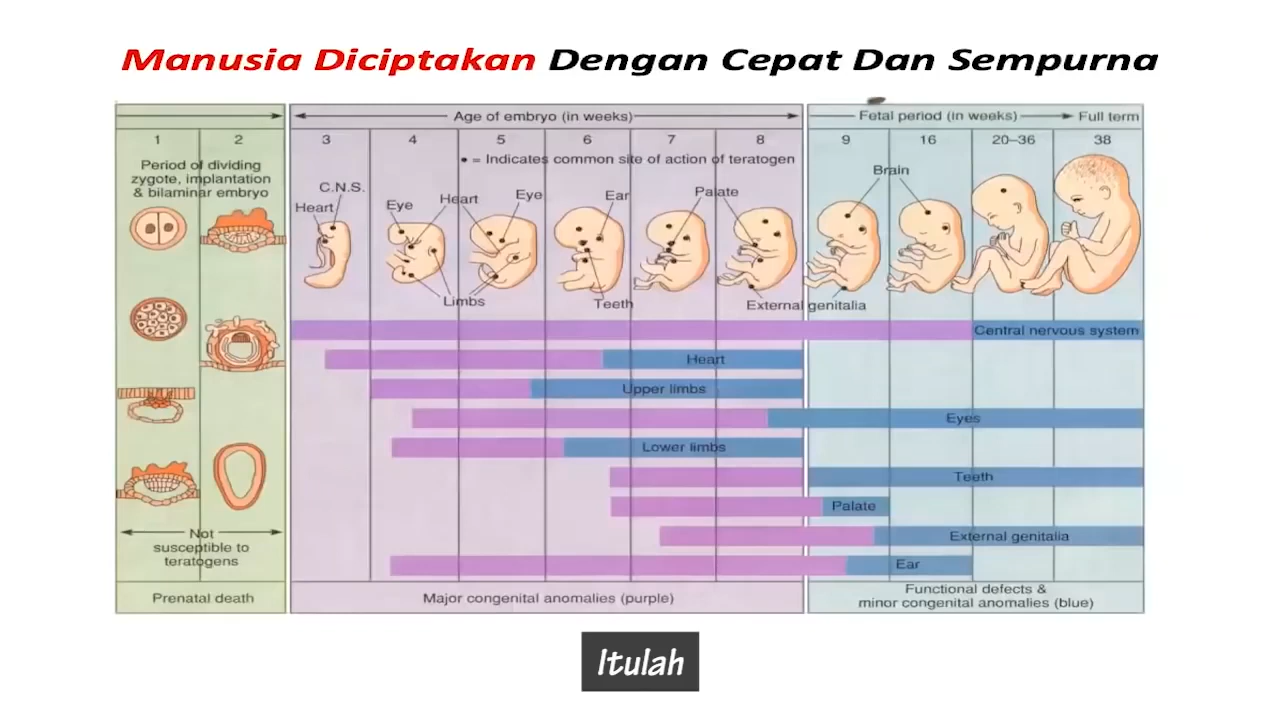 Manusia Diciptakan Dengan Cepat Dan Sempurna
Age of embryo (in weeks)
Fetal period (in weeks)
Full term
1
2
3
4
5
6
7
8
9
16
20–36
38
Period of dividing
zygote, implantation
& bilaminar embryo
• = Indicates common site of action of teratogen
C.N.S.
Heart
Eye
Heart
Eye
Ear
Palate
Brain
Limbs
Teeth
External genitalia
Central nervous system
Heart
Upper limbs
Eyes
Lower limbs
Teeth
Palate
External genitalia
Ear
Not
susceptible to
teratogens
Prenatal death
Major congenital anomalies (purple)
Functional defects &
minor congenital anomalies (blue)
Itulah